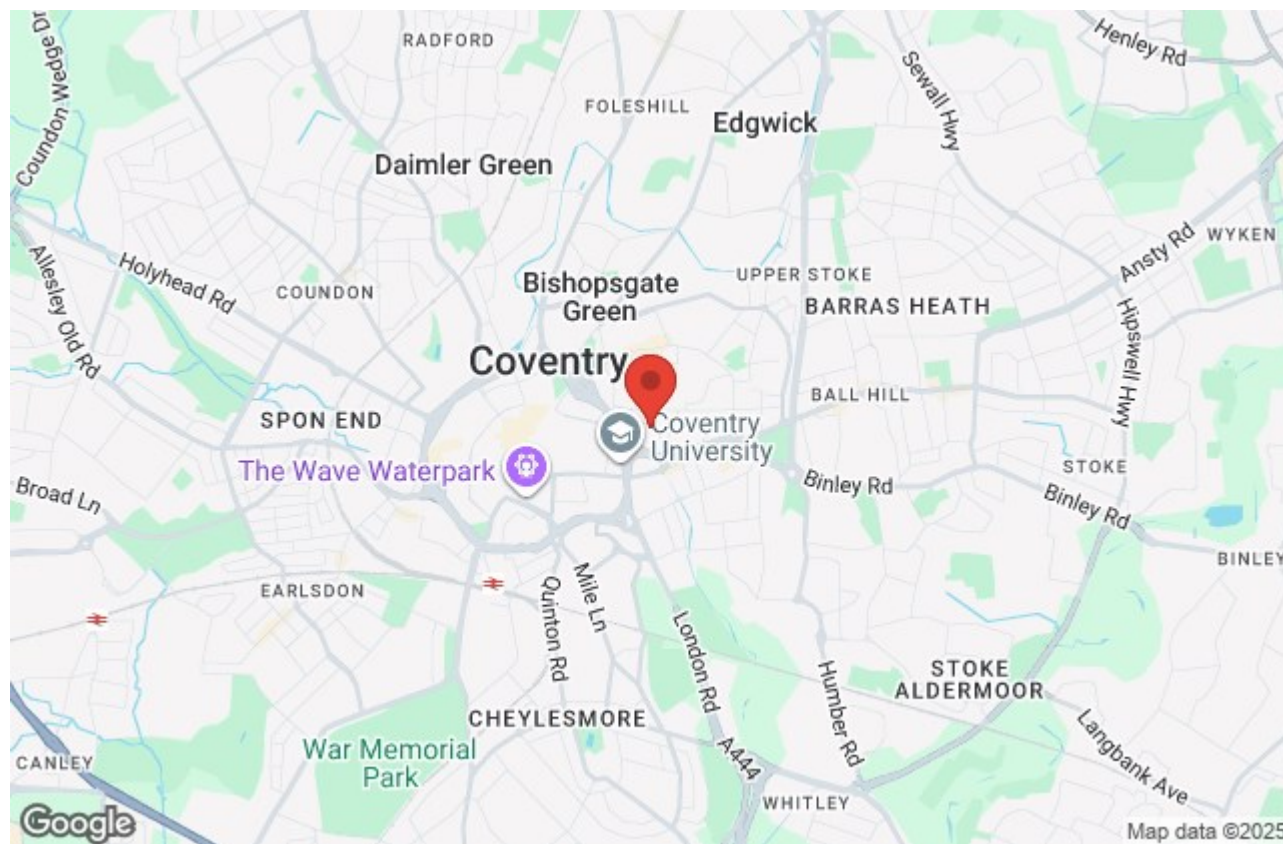 RADFORD
Henley Rd
Coundon Wedge Dr
Sewall Hwy
FOLESHILL
Edgwick
Daimler Green
WYKEN
Ansty Rd
Allesley Old Rd
Holyhead Rd
COUNDON
Bishopsgate
Green
UPPER STOKE
BARRAS HEATH
Hipswell Hwy
Coventry
BALL HILL
SPON END
Coventry
University
The Wave Waterpark
STOKE
Broad Ln
Binley Rd
Binley Rd
BINLEY
EARLSDON
Quinton Rd
Mile Ln
London Rd
Humber Rd
STOKE
ALDERMOOR
CHEYLESMORE
War Memorial
Park
A444
Langbank Ave
CANLEY
WHITLEY
Google
Map data ©2025